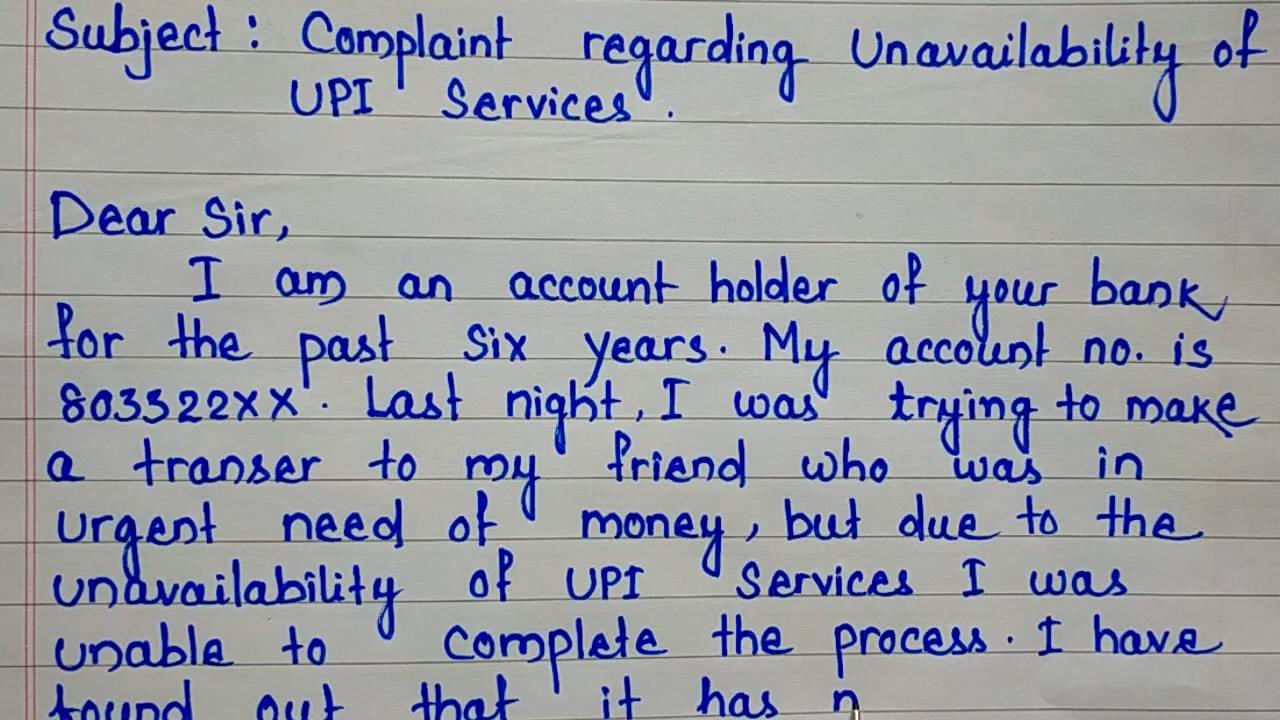 Subject : Complaint regarding Unavailability of
UPI Services.
Dear Sir,
I am an account holder of your bank,
for the past six years. My account no. is
803522XX. Last night, I was trying to make
a transer to my friend who was in
urgent need of money, but due to the
unavailability of UPI Services I was
unable to complete the process. I have
found out that it has n